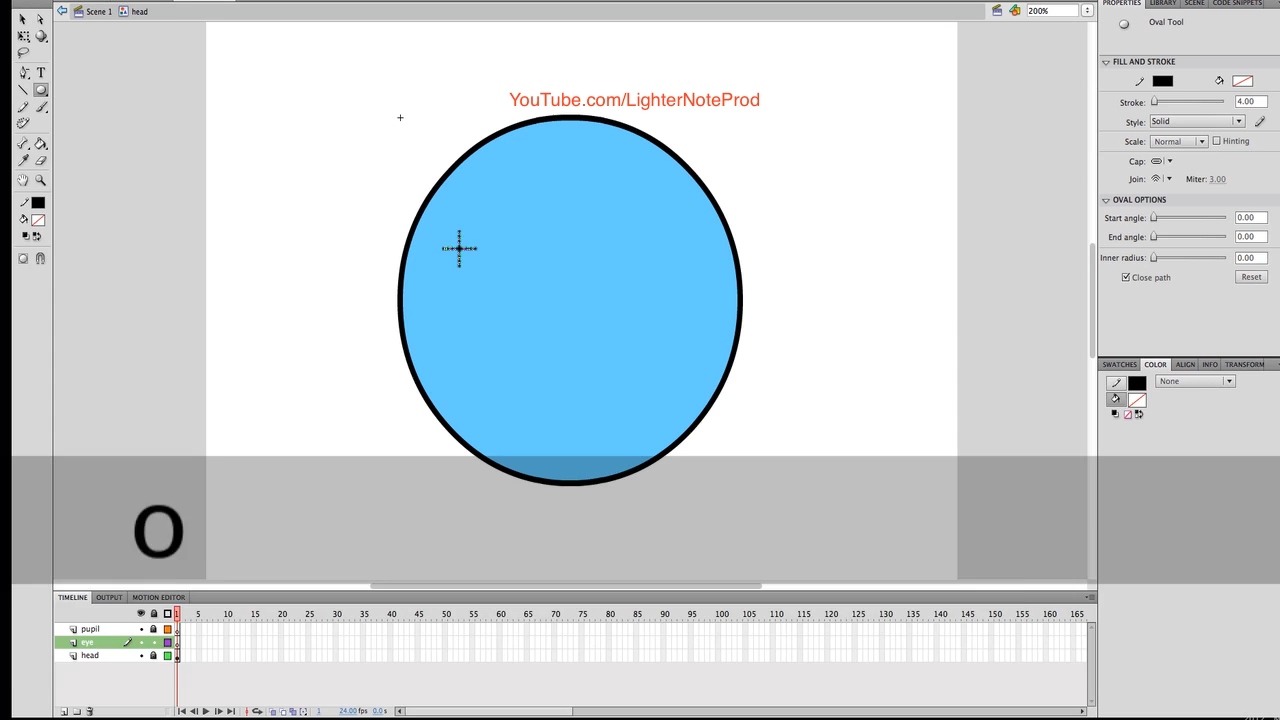 Scene 1 head
200%
PROPERTIES LIBRARY SCENE CODE SNIPPETS
Oval Tool
FILL AND STROKE
Stroke: 4.00
Style: Solid
Scale: Normal Hinting
Cap:
Join: Miter: 3.00
OVAL OPTIONS
Start angle: 0.00
End angle: 0.00
Inner radius: 0.00
Close path Reset
SWATCHES COLOR ALIGN INFO TRANSFORM
None
T
YouTube.com/LighterNoteProd
O
TIMELINE OUTPUT MOTION EDITOR
1 5 10 15 20 25 30 35 40 45 50 55 60 65 70 75 80 85 90 95 100 105 110 115 120 125 130 135 140 145 150 155 160 165
pupil
eye
head
1 24.00 fps 0.0 s